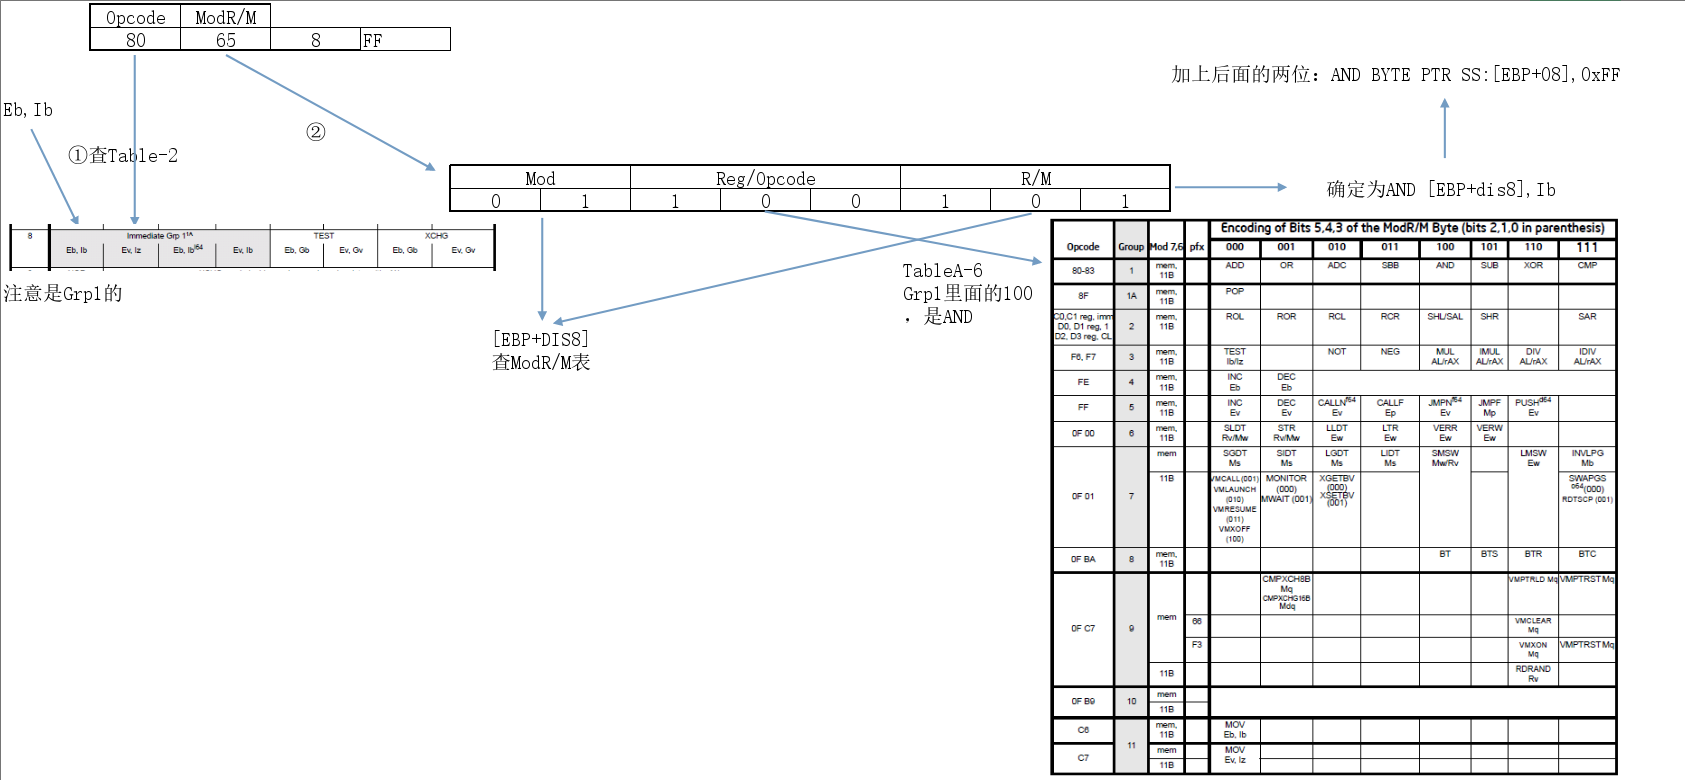 Opcode ModR/M
80 65 8 FF
加上后面的两位: AND BYTE PTR SS:[EBP+08],0xFF
Eb,Ib
②
①查Table-2
Mod Reg/Opcode R/M
0 1 1 0 0 1 0 1
确定为AND [EBP+dis8],Ib
8 Immediate Grp 1^1A TEST XCHG
Eb, Ib Ev, Iz Eb, Ib^i64 Ev, Ib Eb, Gb Ev, Gv Eb, Gb Ev, Gv
注意是Grp1的
TableA-6
Grp1里面的100
，是AND
[EBP+DIS8]
查ModR/M表
Encoding of Bits 5,4,3 of the ModR/M Byte (bits 2,1,0 in parenthesis)
Opcode Group Mod 7,6 pfx 000 001 010 011 100 101 110 111
80-83 1 mem, 11B ADD OR ADC SBB AND SUB XOR CMP
8F 1A mem, 11B POP
C0,C1 reg, imm
D0, D1 reg, 1
D2, D3 reg, CL
2 mem, 11B ROL ROR RCL RCR SHL/SAL SHR SAR
F6, F7 3 mem, 11B TEST Ib/Iz NOT NEG MUL AL/rAX IMUL AL/rAX DIV AL/rAX IDIV AL/rAX
FE 4 mem, 11B INC Eb DEC Eb
FF 5 mem, 11B INC Ev DEC Ev CALLN^f64 Ev CALLF Ep JMPN^f64 Ev JMPF Mp PUSH^d64 Ev
0F 00 6 mem, 11B SLDT Rv/Mw STR Rv/Mw LLDT Ew LTR Ew VERR Ew VERW Ew
0F 01 7 mem SGDT Ms SIDT Ms LGDT Ms LIDT Ms SMSW Mw/Rv LMSW Ew INVLPG Mb
11B VMCALL (001) VMLAUNCH (010) VMRESUME (011) VMXOFF (100) MONITOR (000) MWAIT (001) XGETBV (000) XSETBV (001) SWAPGS ^o64(000) RDTSCP (001)
0F BA 8 mem, 11B BT BTS BTR BTC
0F C7 9 mem CMPXCH8B Mq CMPXCHG16B Mdq VMPTRLD Mq VMPTRST Mq
66 VMCLEAR Mq
F3 VMXON Mq VMPTRST Mq
11B RDRAND Rv
0F B9 10 mem
11B
C6 11 mem, 11B MOV Eb, Ib
C7 mem MOV Ev, Iz
11B